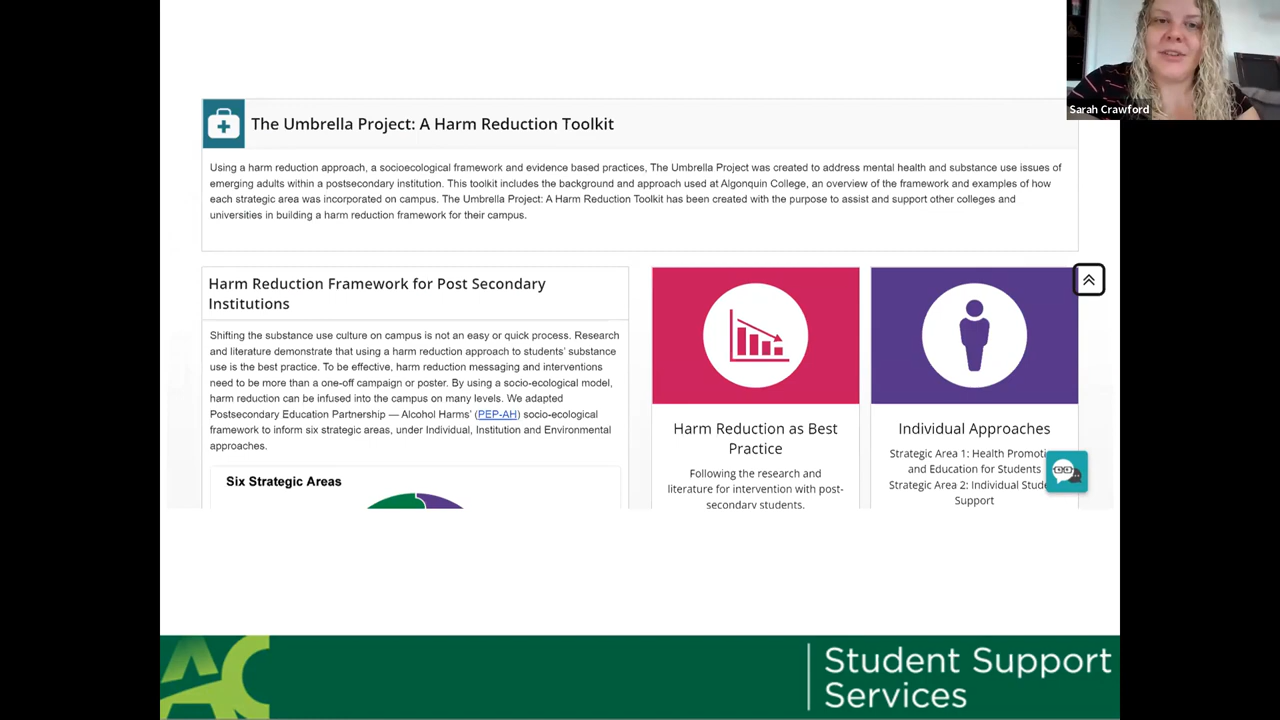 Sarah Crawford
The Umbrella Project: A Harm Reduction Toolkit
Using a harm reduction approach, a socioecological framework and evidence based practices, The Umbrella Project was created to address mental health and substance use issues of
emerging adults within a postsecondary institution. This toolkit includes the background and approach used at Algonquin College, an overview of the framework and examples of how
each strategic area was incorporated on campus. The Umbrella Project: A Harm Reduction Toolkit has been created with the purpose to assist and support other colleges and
universities in building a harm reduction framework for their campus.
Harm Reduction Framework for Post Secondary
Institutions
Shifting the substance use culture on campus is not an easy or quick process. Research
and literature demonstrate that using a harm reduction approach to students' substance
use is the best practice. To be effective, harm reduction messaging and interventions
need to be more than a one-off campaign or poster. By using a socio-ecological model,
harm reduction can be infused into the campus on many levels. We adapted
Postsecondary Education Partnership — Alcohol Harms' (PEP-AH) socio-ecological
framework to inform six strategic areas, under Individual, Institution and Environmental
approaches.
Six Strategic Areas
Harm Reduction as Best
Practice
Following the research and
literature for intervention with post-
secondary students.
Individual Approaches
Strategic Area 1: Health Promoti
and Education for Students
Strategic Area 2: Individual Stude
Support
AC
Student Support
Services